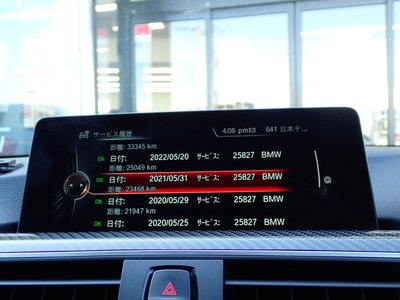 サービス履歴 4:08 pm 641 日本テ...
距離: 33345 km
OK 日付: 2022/05/20 ｻｰﾋﾞｽ: 25827 BMW
距離: 25049 km
OK 日付: 2021/05/31 ｻｰﾋﾞｽ: 25827 BMW
距離: 23468 km
OK 日付: 2020/05/29 ｻｰﾋﾞｽ: 25827 BMW
距離: 21947 km
OK 日付: 2020/05/25 ｻｰﾋﾞｽ: 25827 BMW